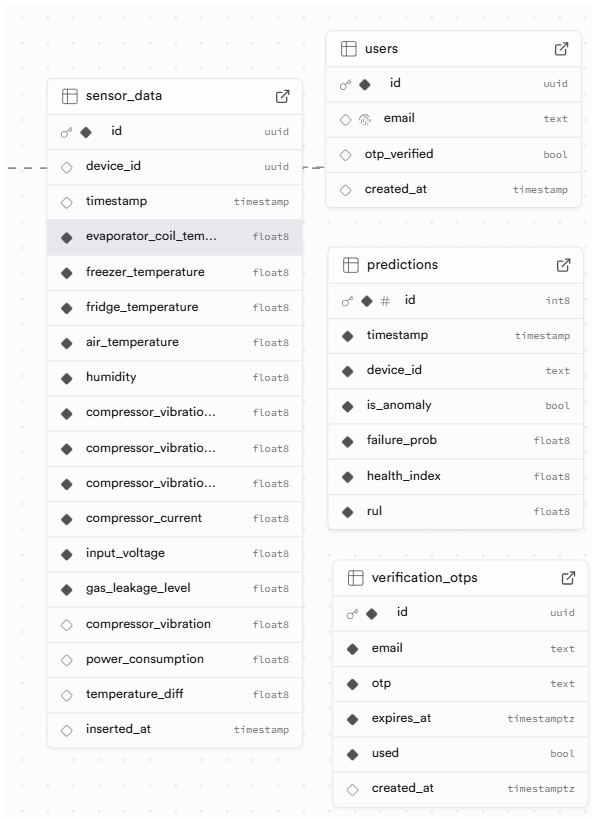 sensor_data
id uuid
device_id uuid
timestamp timestamp
evaporator_coil_tem... float8
freezer_temperature float8
fridge_temperature float8
air_temperature float8
humidity float8
compressor_vibratio... float8
compressor_vibratio... float8
compressor_vibratio... float8
compressor_current float8
input_voltage float8
gas_leakage_level float8
compressor_vibration float8
power_consumption float8
temperature_diff float8
inserted_at timestamp
users
id uuid
email text
otp_verified bool
created_at timestamp
predictions
# id int8
timestamp timestamp
device_id text
is_anomaly bool
failure_prob float8
health_index float8
rul float8
verification_otps
id uuid
email text
otp text
expires_at timestamptz
used bool
created_at timestamptz